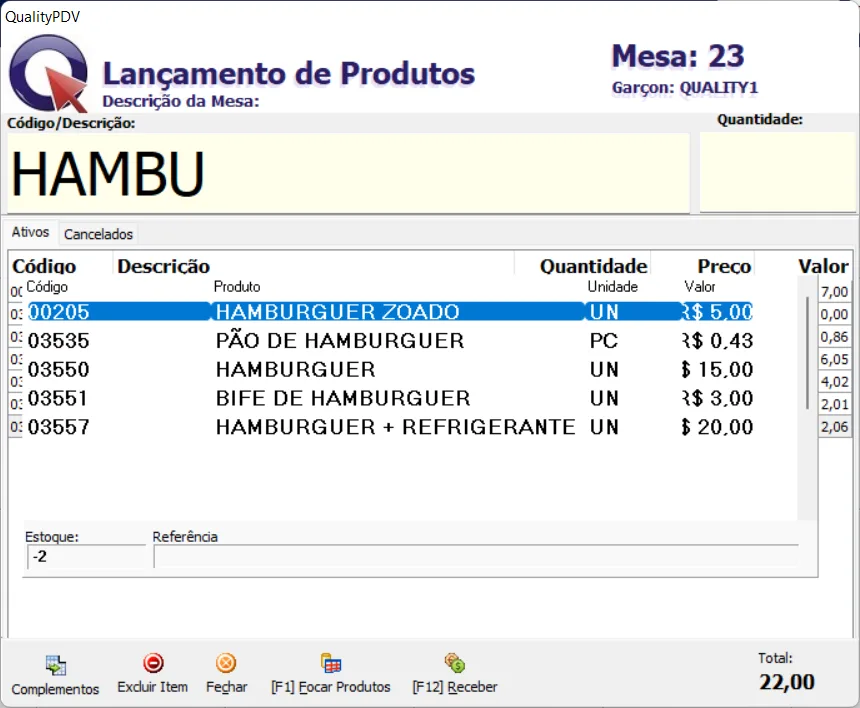 QualityPDV
Lançamento de Produtos
Mesa: 23
Descrição da Mesa:
Garçon: QUALITY1
Código/Descrição:
Quantidade:
HAMBU
Ativos Cancelados
Código Descrição Quantidade Preço Valor
Código Produto Unidade Valor
7,00
00205 HAMBURGUER ZOADO UN R$ 5,00
0,00
03535 PÃO DE HAMBURGUER PC R$ 0,43
0,86
03550 HAMBURGUER UN $ 15,00
6,05
03551 BIFE DE HAMBURGUER UN R$ 3,00
4,02
2,01
03557 HAMBURGUER + REFRIGERANTE UN $ 20,00
2,06
Estoque: Referência
-2
Complementos
Excluir Item
Fechar
[F1] Focar Produtos
[F12] Receber
Total:
22,00